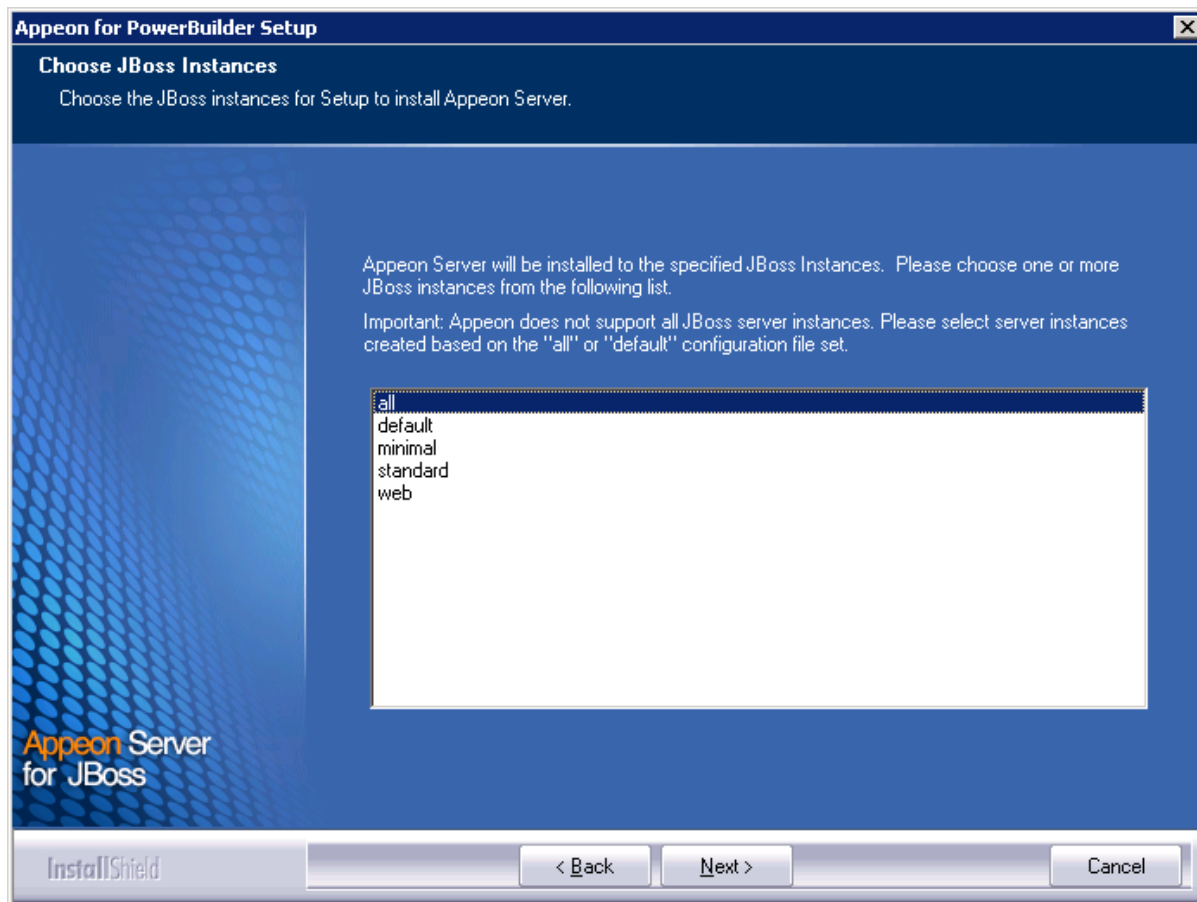 Appeon for PowerBuilder Setup
Choose JBoss Instances
Choose the JBoss instances for Setup to install Appeon Server.
Appeon Server will be installed to the specified JBoss Instances.  Please choose one or more
JBoss instances from the following list.
Important: Appeon does not support all JBoss server instances. Please select server instances
created based on the "all" or "default" configuration file set.
all
default
minimal
standard
web
Appeon Server
for JBoss
InstallShield
< Back
Next >
Cancel